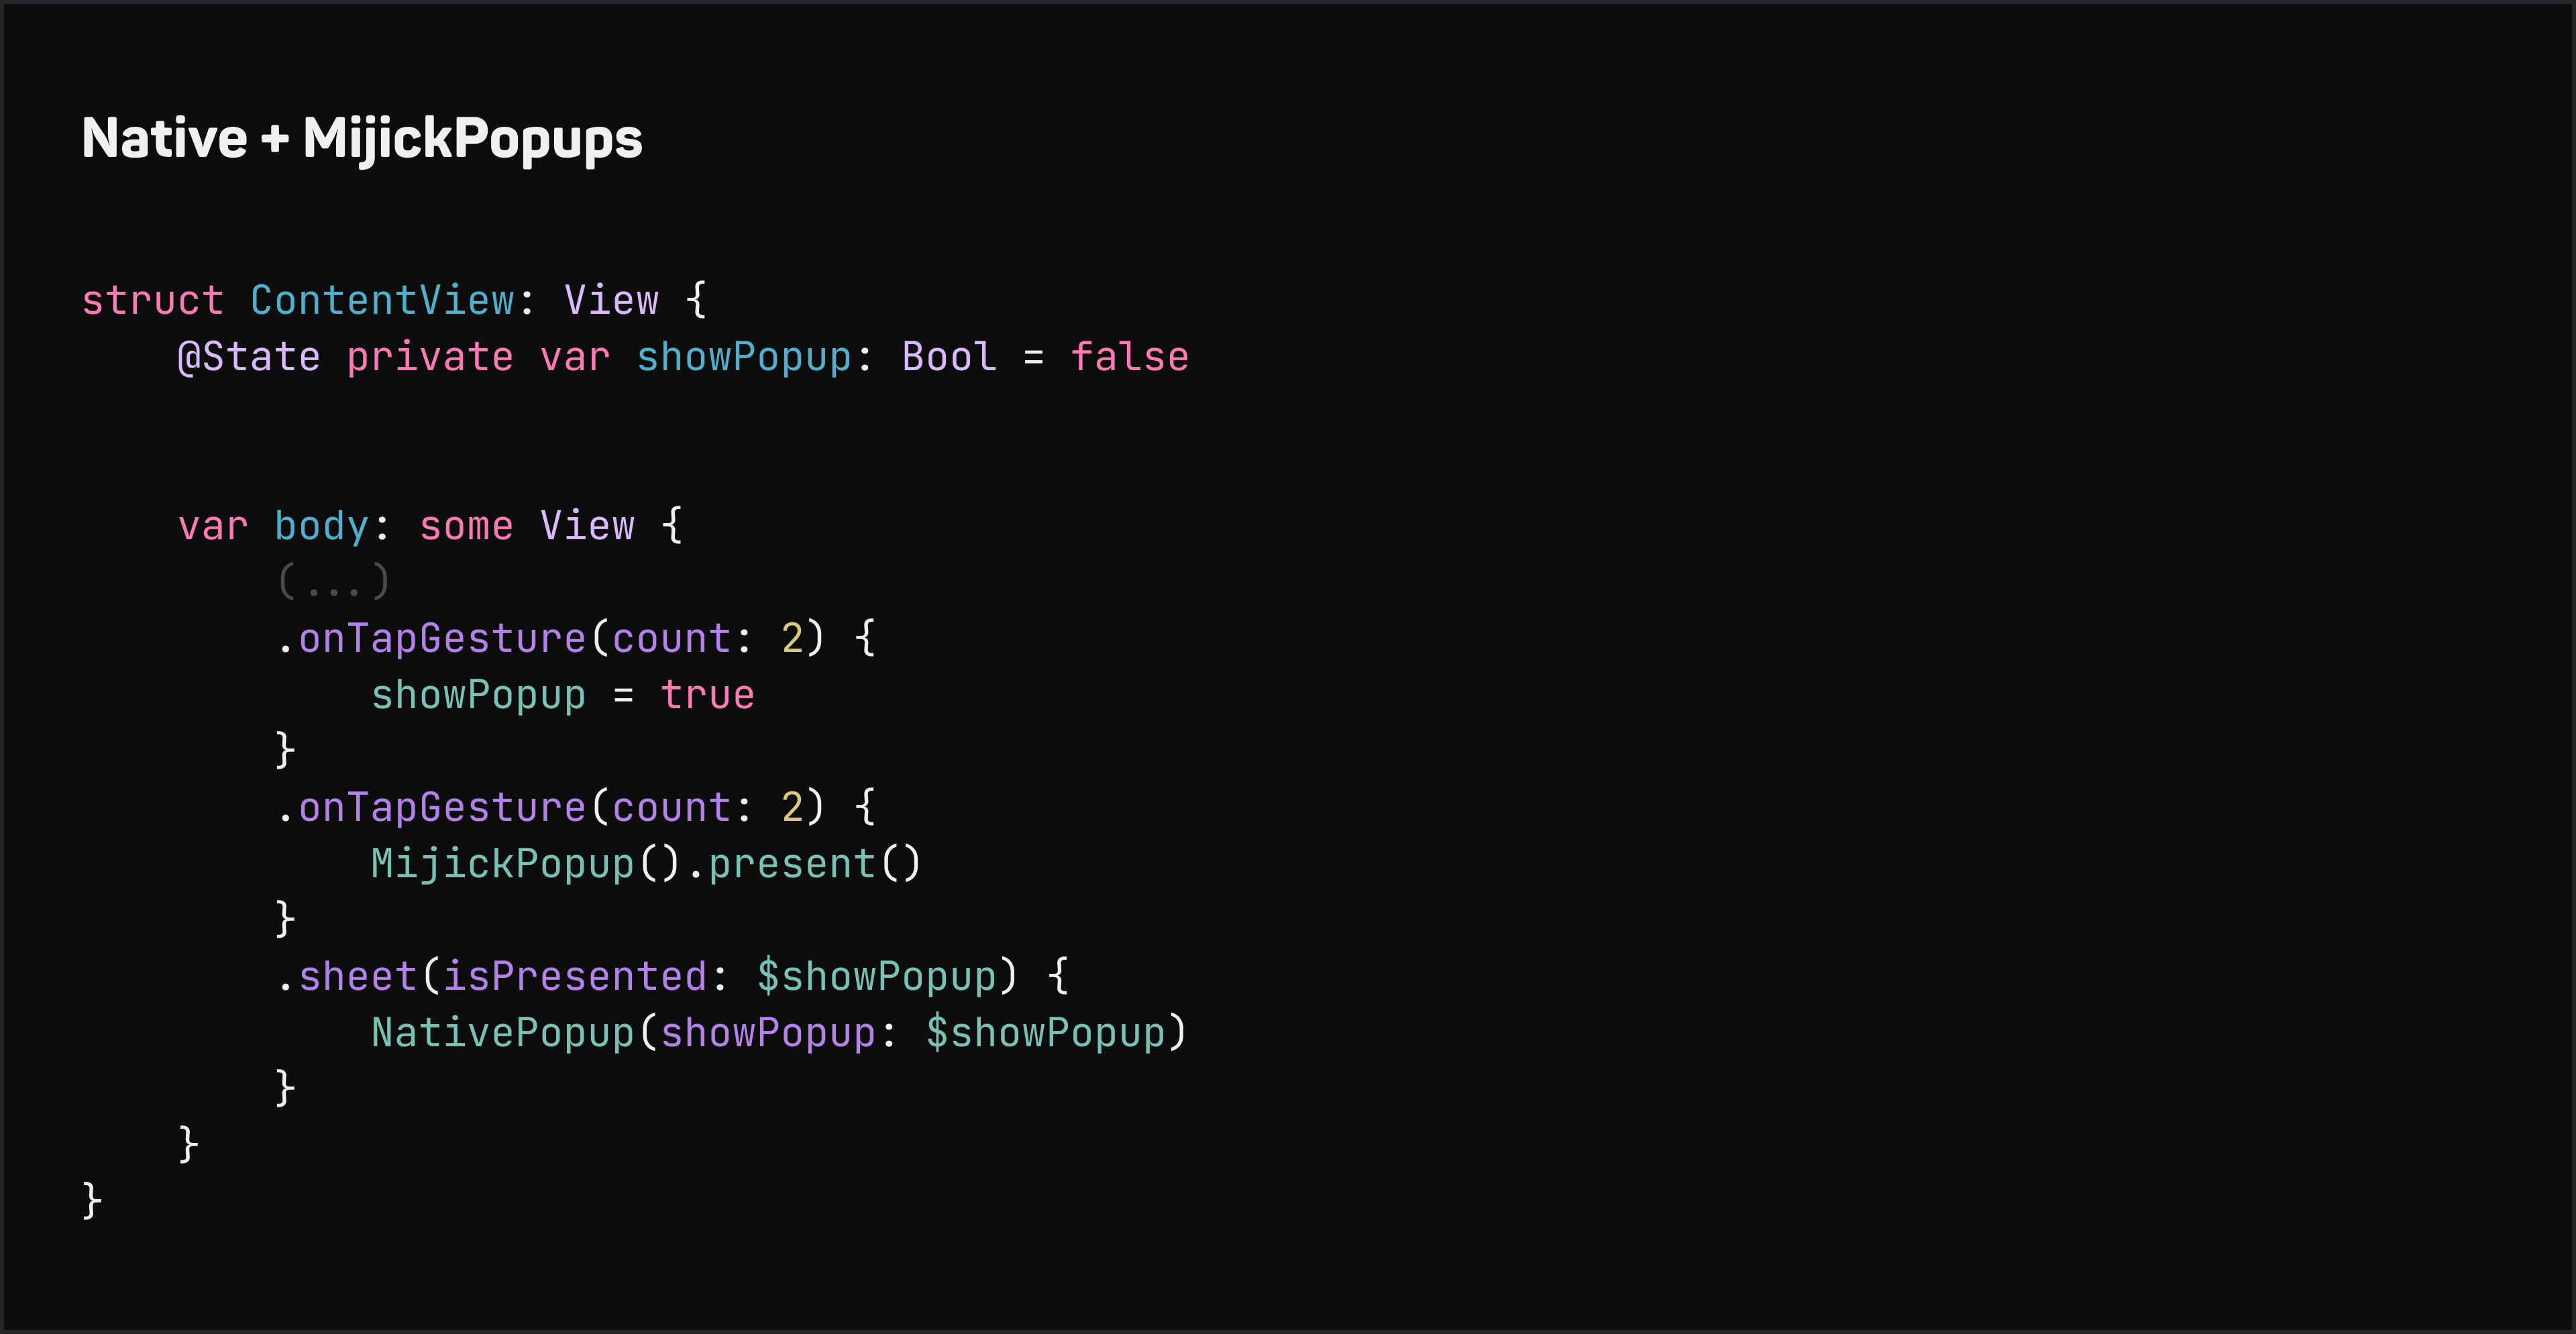 Native + MijickPopups
struct ContentView: View {
    @State private var showPopup: Bool = false
    var body: some View {
        (...)
        .onTapGesture(count: 2) {
            showPopup = true
        }
        .onTapGesture(count: 2) {
            MijickPopup().present()
        }
        .sheet(isPresented: $showPopup) {
            NativePopup(showPopup: $showPopup)
        }
    }
}